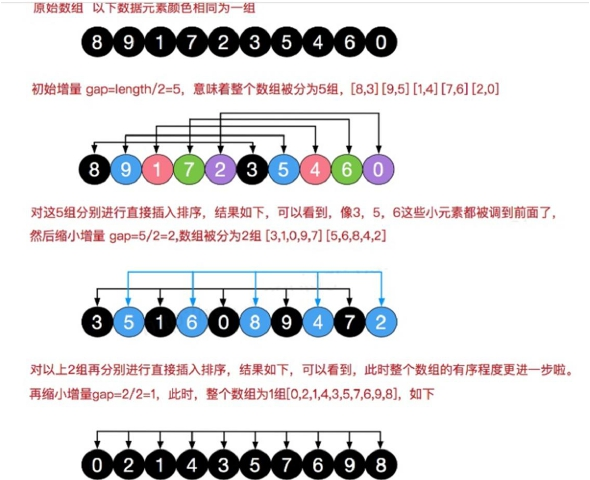 原始数组 以下数据元素颜色相同为一组
8 9 1 7 2 3 5 4 6 0
初始增量 gap=length/2=5，意味着整个数组被分为5组，[8,3] [9,5] [1,4] [7,6] [2,0]
8 9 1 7 2 3 5 4 6 0
对这5组分别进行直接插入排序，结果如下，可以看到，像3，5，6这些小元素都被调到前面了，
然后缩小增量 gap=5/2=2,数组被分为2组 [3,1,0,9,7] [5,6,8,4,2]
3 5 1 6 0 8 9 4 7 2
对以上2组再分别进行直接插入排序，结果如下，可以看到，此时整个数组的有序程度更进一步啦。
再缩小增量gap=2/2=1，此时，整个数组为1组[0,2,1,4,3,5,7,6,9,8]，如下
0 2 1 4 3 5 7 6 9 8